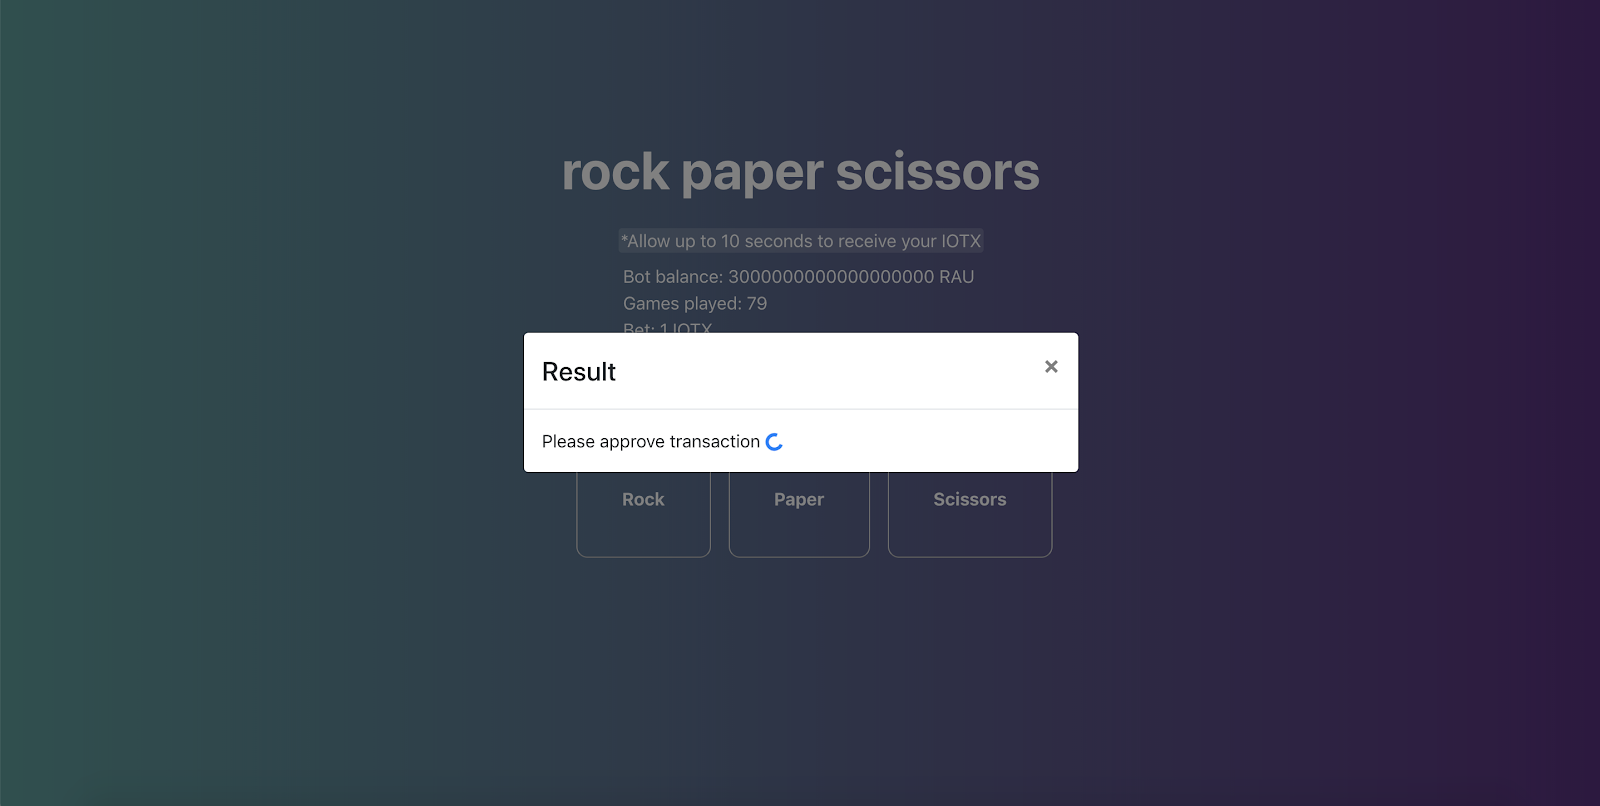 rock paper scissors
*Allow up to 10 seconds to receive your IOTX
Bot balance: 3000000000000000000 RAU
Games played: 79
Bet: 1 IOTX
Result
×
Please approve transaction
Rock
Paper
Scissors